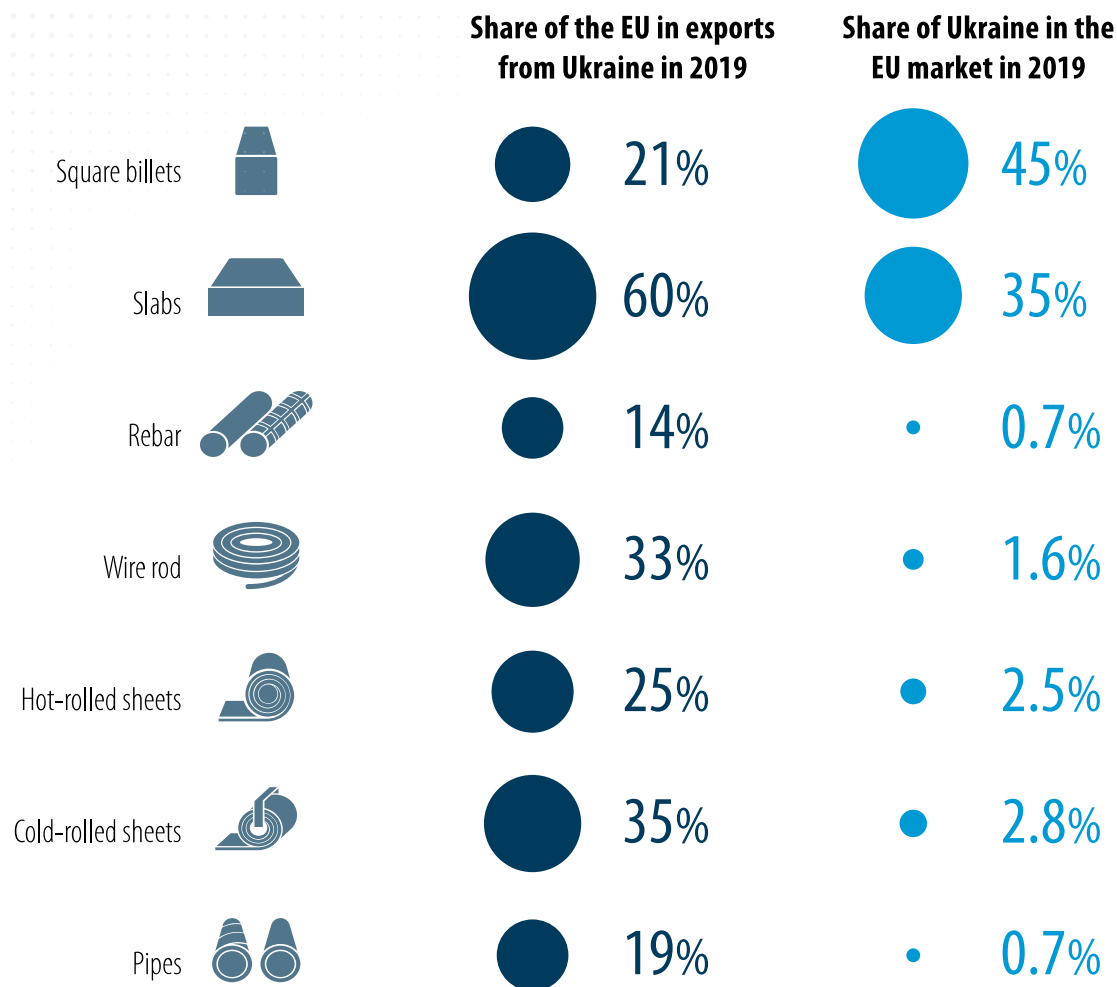 Share of the EU in exports
from Ukraine in 2019
Share of Ukraine in the
EU market in 2019
Square billets 21% 45%
Slabs 60% 35%
Rebar 14% 0.7%
Wire rod 33% 1.6%
Hot-rolled sheets 25% 2.5%
Cold-rolled sheets 35% 2.8%
Pipes 19% 0.7%